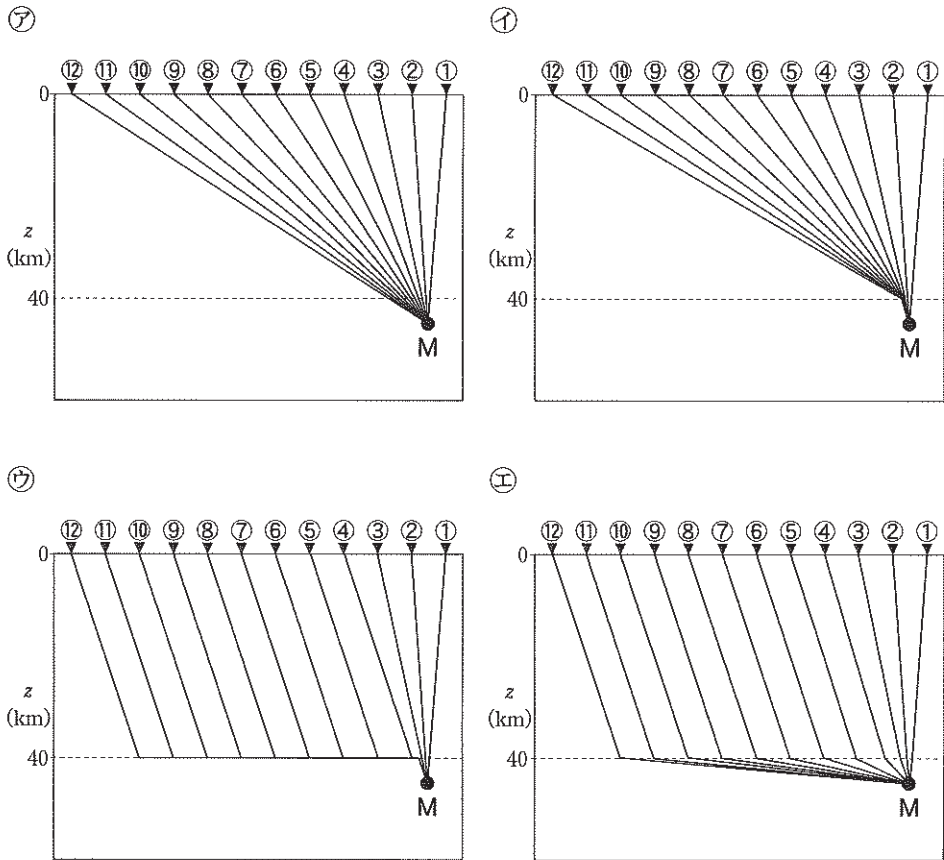 ㋐
⑫ ⑪ ⑩ ⑨ ⑧ ⑦ ⑥ ⑤ ④ ③ ② ①
0
z
(km)
40
M
㋑
⑫ ⑪ ⑩ ⑨ ⑧ ⑦ ⑥ ⑤ ④ ③ ② ①
0
z
(km)
40
M
㋒
⑫ ⑪ ⑩ ⑨ ⑧ ⑦ ⑥ ⑤ ④ ③ ② ①
0
z
(km)
40
M
㋓
⑫ ⑪ ⑩ ⑨ ⑧ ⑦ ⑥ ⑤ ④ ③ ② ①
0
z
(km)
40
M